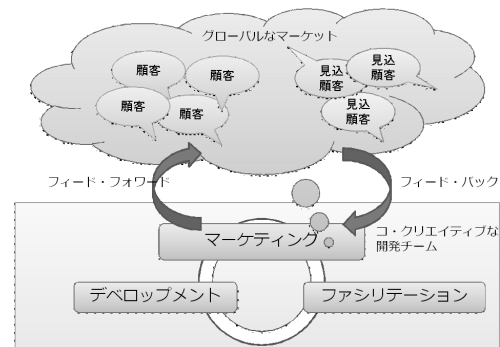 グローバルなマーケット
顧客
顧客
顧客
顧客
見込
顧客
見込
顧客
見込
顧客
フィード・フォワード
フィード・バック
マーケティング
コ・クリエイティブな
開発チーム
デベロップメント
ファシリテーション